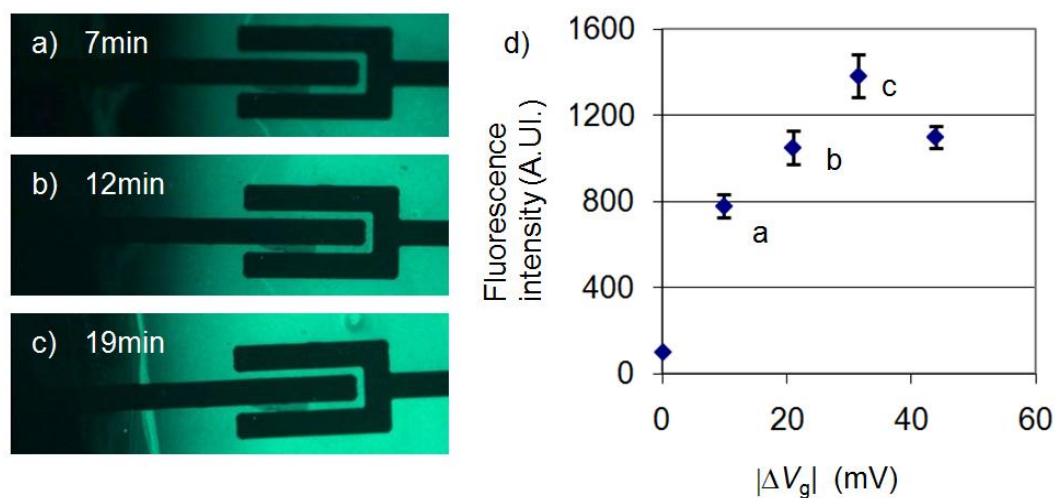 a) 7min
b) 12min
c) 19min
d)
Fluorescence
intensity (A.UI.)
1600
1200
800
400
0
0 20 40 60
|ΔVg| (mV)
a
b
c